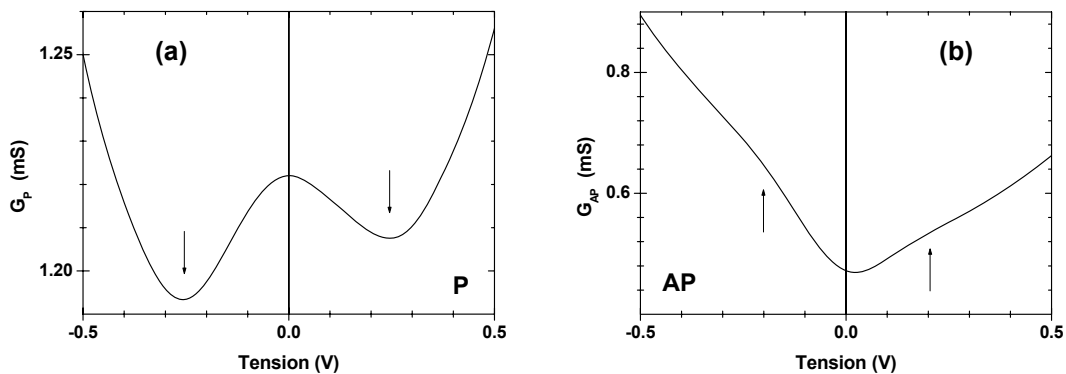 (a)
1.25
1.20
G_P (mS)
P
-0.5 0.0 0.5
Tension (V)
(b)
0.8
0.6
G_AP (mS)
AP
-0.5 0.0 0.5
Tension (V)